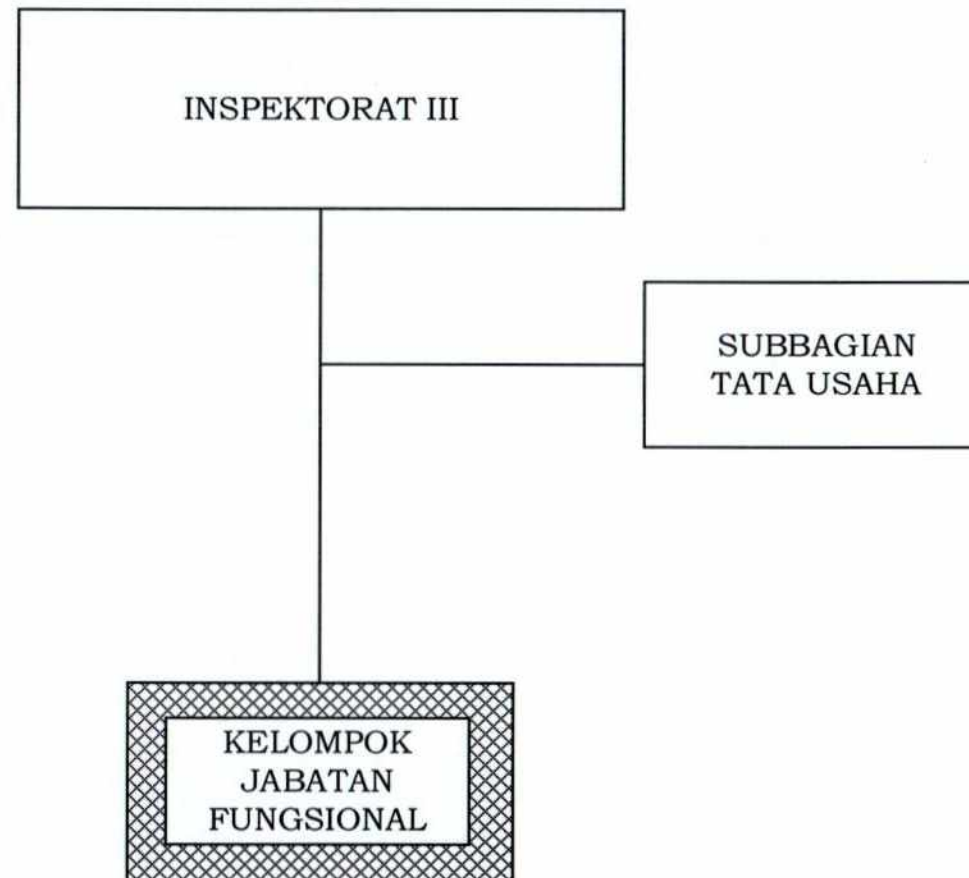 INSPEKTORAT III
SUBBAGIAN
TATA USAHA
KELOMPOK
JABATAN
FUNGSIONAL